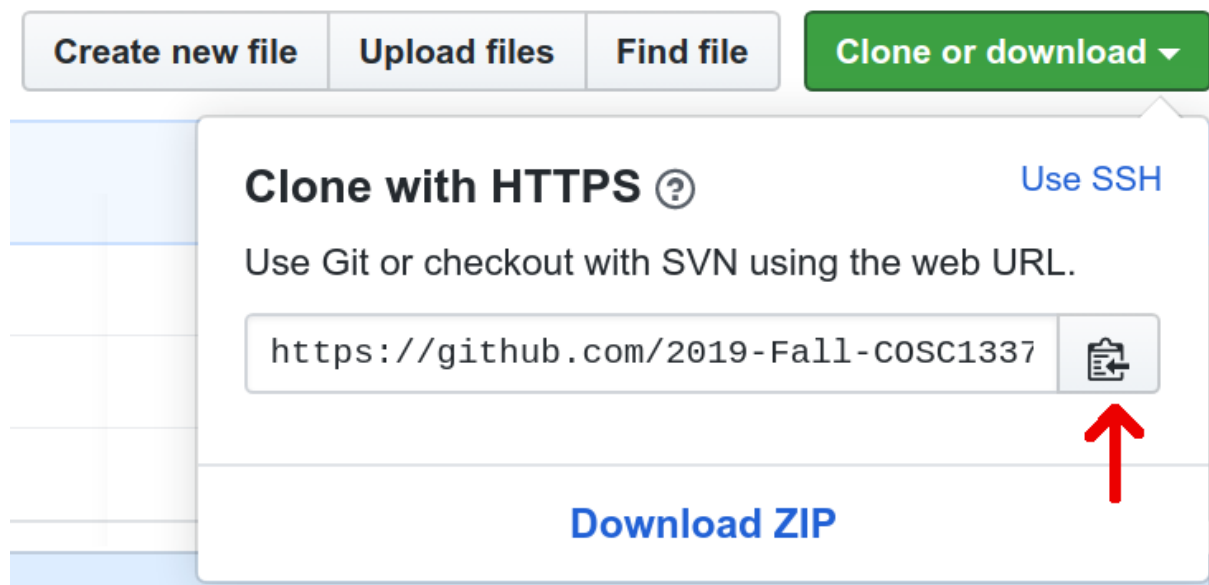 Create new file Upload files Find file Clone or download
Clone with HTTPS Use SSH
Use Git or checkout with SVN using the web URL.
https://github.com/2019-Fall-COSC1337
Download ZIP